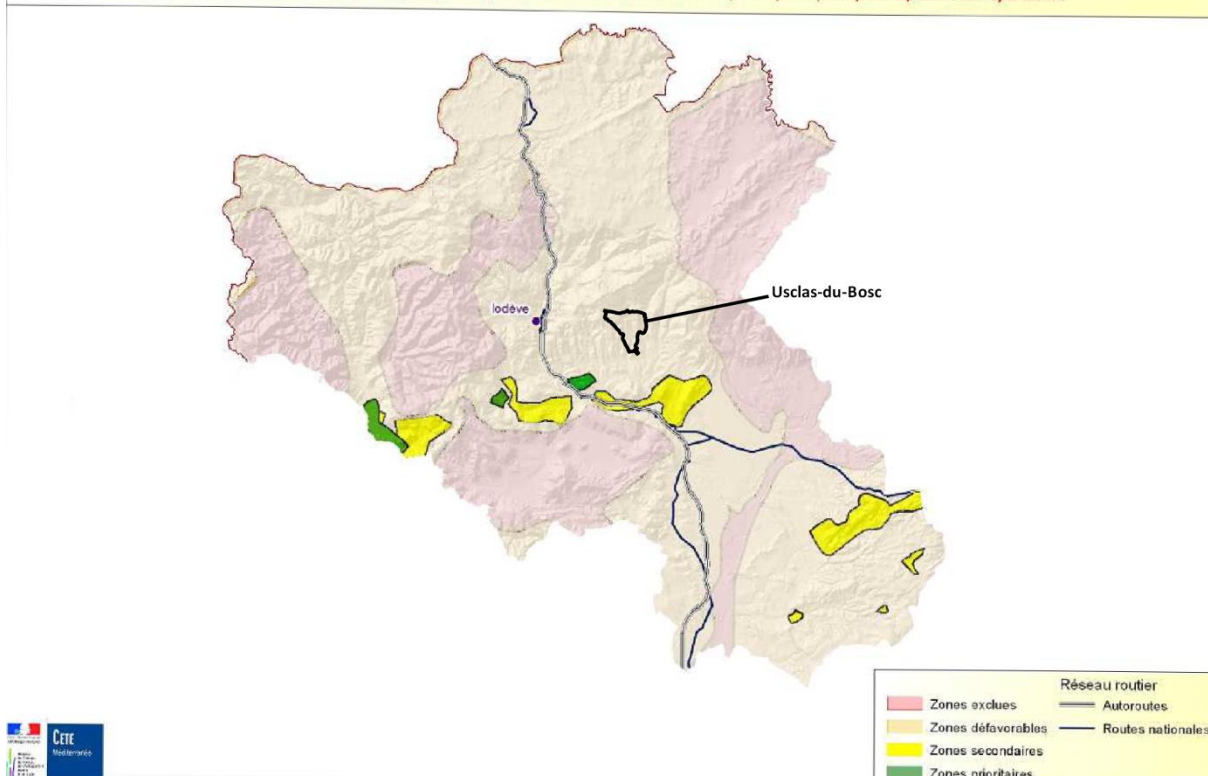 Usclas-du-Bosc
lodève
Réseau routier
Zones exclues
Autoroutes
Zones défavorables
Routes nationales
Zones secondaires
Zones prioritaires
CETE
Méditerranée